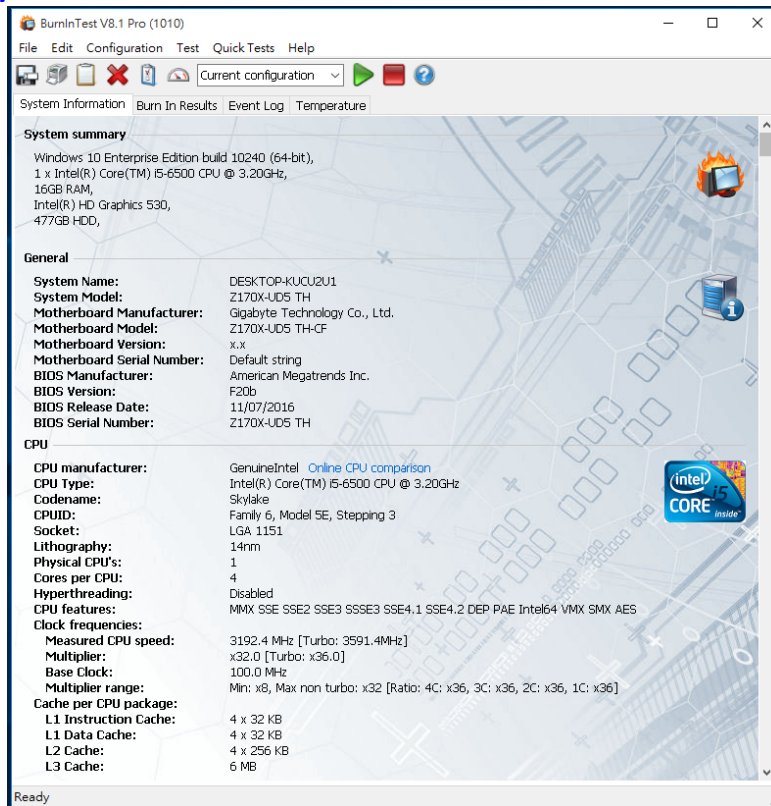 BurnInTest V8.1 Pro (1010)
File Edit Configuration Test Quick Tests Help
Current configuration
System Information Burn In Results Event Log Temperature
System summary
Windows 10 Enterprise Edition build 10240 (64-bit),
1 x Intel(R) Core(TM) i5-6500 CPU @ 3.20GHz,
16GB RAM,
Intel(R) HD Graphics 530,
477GB HDD,
General
System Name: DESKTOP-KUCU2U1
System Model: Z170X-UD5 TH
Motherboard Manufacturer: Gigabyte Technology Co., Ltd.
Motherboard Model: Z170X-UD5 TH-CF
Motherboard Version: x.x
Motherboard Serial Number: Default string
BIOS Manufacturer: American Megatrends Inc.
BIOS Version: F20b
BIOS Release Date: 11/07/2016
BIOS Serial Number: Z170X-UD5 TH
CPU
CPU manufacturer: GenuineIntel Online CPU comparison
CPU Type: Intel(R) Core(TM) i5-6500 CPU @ 3.20GHz
Codename: Skylake
CPUID: Family 6, Model 5E, Stepping 3
Socket: LGA 1151
Lithography: 14nm
Physical CPU's: 1
Cores per CPU: 4
Hyperthreading: Disabled
CPU features: MMX SSE SSE2 SSE3 SSSE3 SSE4.1 SSE4.2 DEP PAE Intel64 VMX SMX AES
Clock frequencies:
Measured CPU speed: 3192.4 MHz [Turbo: 3591.4MHz]
Multiplier: x32.0 [Turbo: x36.0]
Base Clock: 100.0 MHz
Multiplier range: Min: x8, Max non turbo: x32 [Ratio: 4C: x36, 3C: x36, 2C: x36, 1C: x36]
Cache per CPU package:
L1 Instruction Cache: 4 x 32 KB
L1 Data Cache: 4 x 32 KB
L2 Cache: 4 x 256 KB
L3 Cache: 6 MB
intel i5
CORE inside
Ready